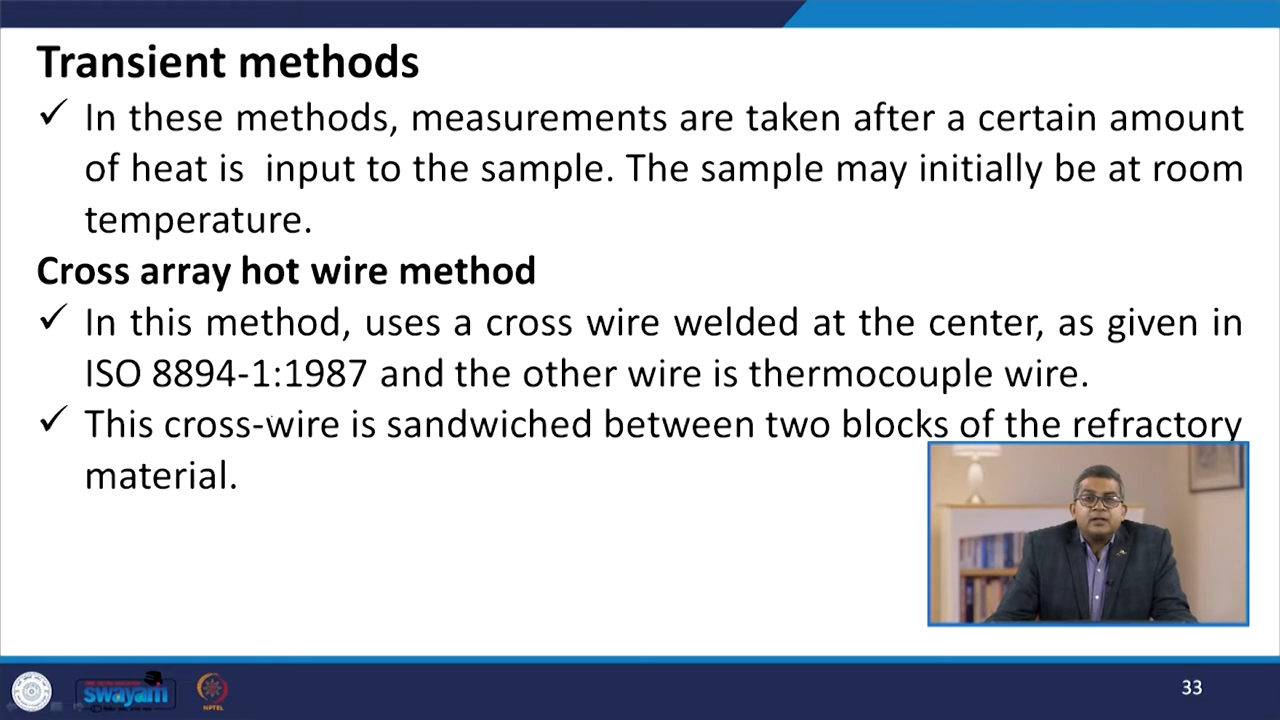 Transient methods
✓ In these methods, measurements are taken after a certain amount
of heat is input to the sample. The sample may initially be at room
temperature.
Cross array hot wire method
✓ In this method, uses a cross wire welded at the center, as given in
ISO 8894-1:1987 and the other wire is thermocouple wire.
✓ This cross-wire is sandwiched between two blocks of the refractory
material.
swayam
NPTEL
33